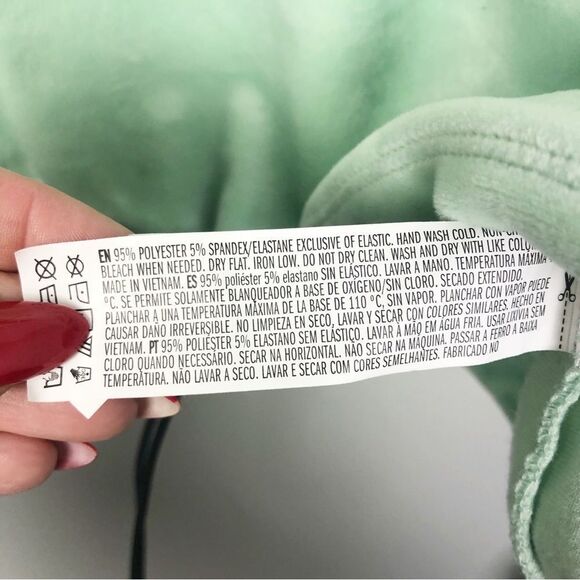 EN 95% POLYESTER 5% SPANDEX/ELASTANE EXCLUSIVE OF ELASTIC. HAND WASH COLD.
BLEACH WHEN NEEDED. DRY FLAT. IRON LOW. DO NOT DRY CLEAN. WASH AND DRY WITH LIKE
MADE IN VIETNAM. ES 95% poliéster 5% elastano SIN ELÁSTICO. LAVAR A MANO. TEMPERATURA MÁXIMA
°C. SE PERMITE SOLAMENTE BLANQUEADOR A BASE DE OXÍGENO/SIN CLORO. SECADO EXTENDIDO.
PLANCHAR A UNA TEMPERATURA MÁXIMA DE LA BASE DE 110 °C, SIN VAPOR. PLANCHAR CON VAPOR PUEDE
CAUSAR DAÑO IRREVERSIBLE. NO LIMPIEZA EN SECO, LAVAR Y SECAR CON COLORES SIMILARES. HECHO EN
VIETNAM. PT 95% POLIÉSTER 5% ELASTANO SEM ELÁSTICO. LAVAR À MÃO EM ÁGUA FRIA. USAR LIXÍVIA SEM
CLORO QUANDO NECESSÁRIO. SECAR NA HORIZONTAL. NÃO SECAR NA MÁQUINA. PASSAR A FERRO A BAIXA
TEMPERATURA. NÃO LAVAR A SECO. LAVAR E SECAR COM CORES SEMELHANTES. FABRICADO NO